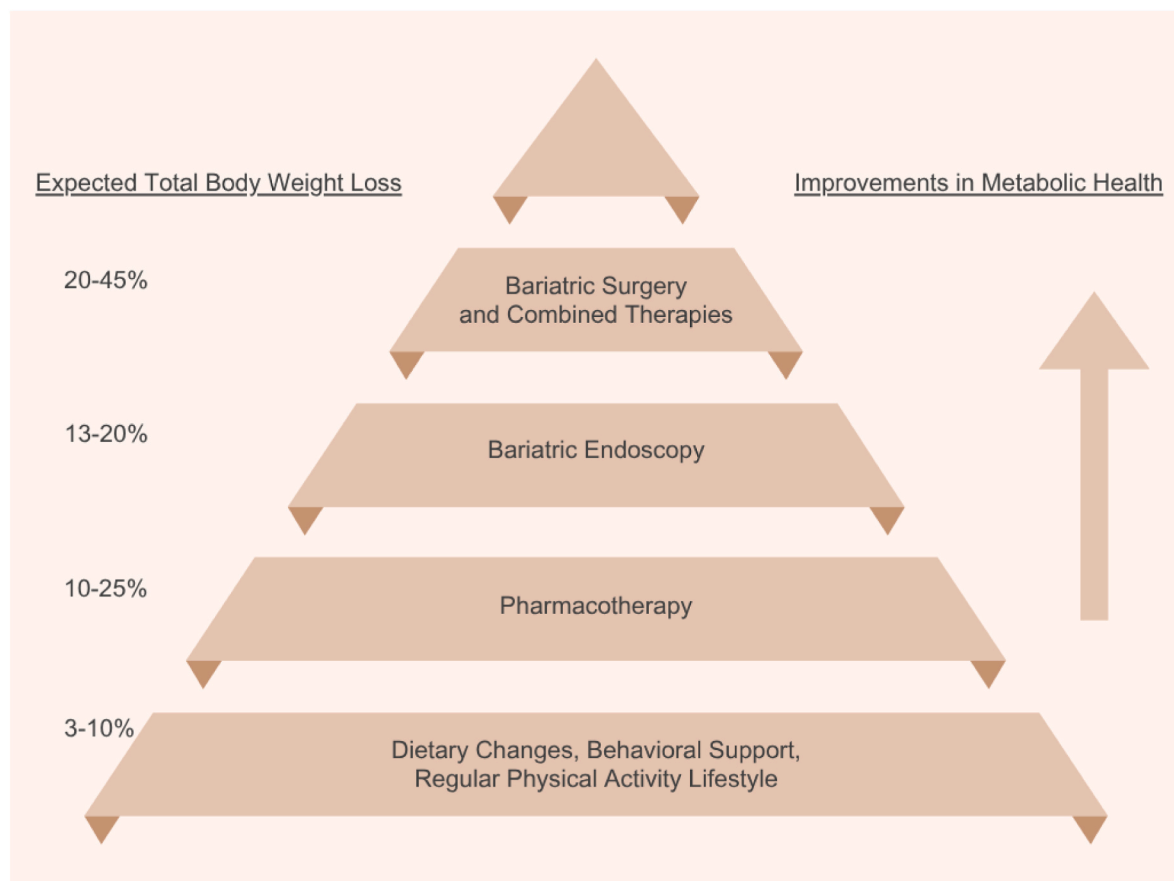 Expected Total Body Weight Loss
Improvements in Metabolic Health
20-45%
Bariatric Surgery
and Combined Therapies
13-20%
Bariatric Endoscopy
10-25%
Pharmacotherapy
3-10%
Dietary Changes, Behavioral Support,
Regular Physical Activity Lifestyle